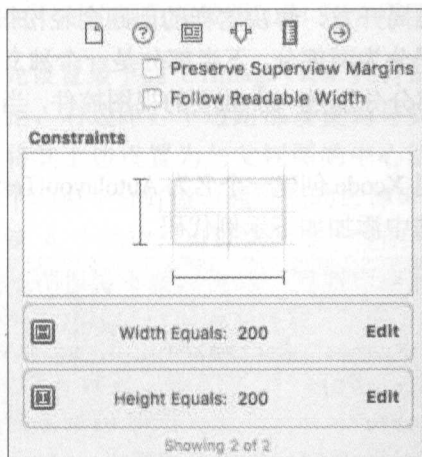 Preserve Superview Margins
Follow Readable Width
Constraints
Width Equals: 200 Edit
Height Equals: 200 Edit
Showing 2 of 2